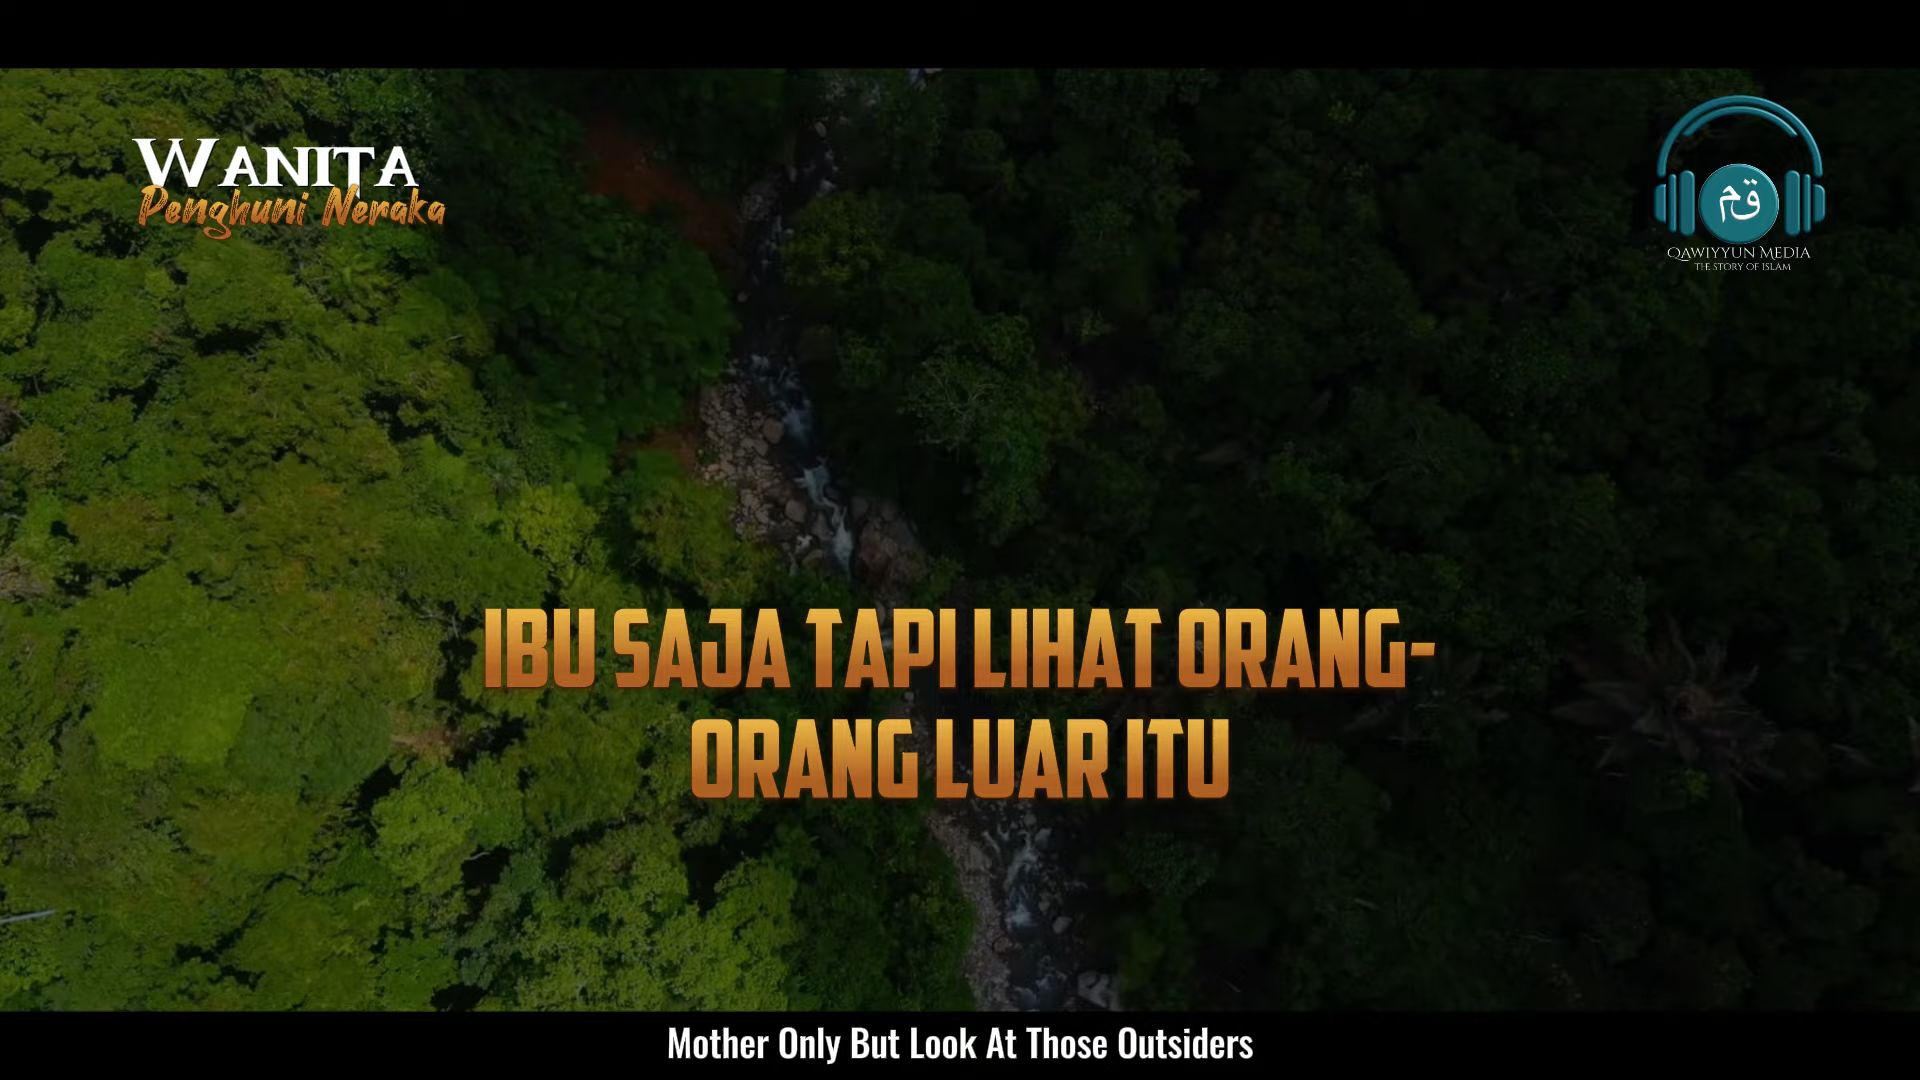 WANITA
Penghuni Neraka
قـم
QAWIYYUN MEDIA
THE STORY OF ISLAM
IBU SAJA TAPI LIHAT ORANG-
ORANG LUAR ITU
Mother Only But Look At Those Outsiders